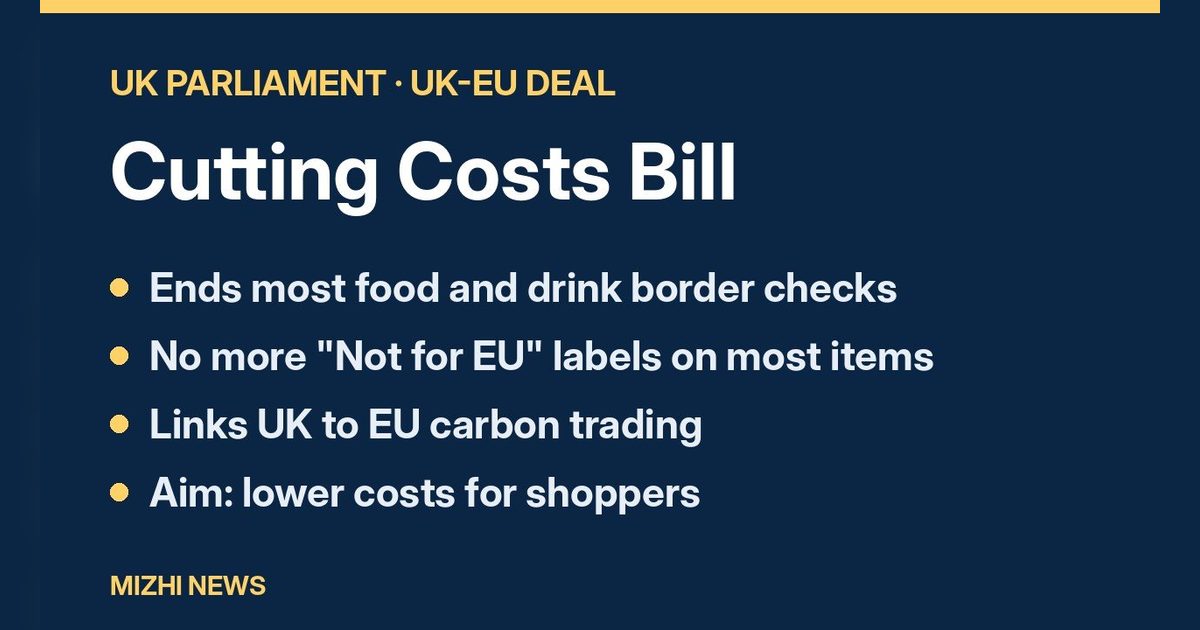 UK PARLIAMENT · UK-EU DEAL
Cutting Costs Bill
Ends most food and drink border checks
No more "Not for EU" labels on most items
Links UK to EU carbon trading
Aim: lower costs for shoppers
MIZHI NEWS